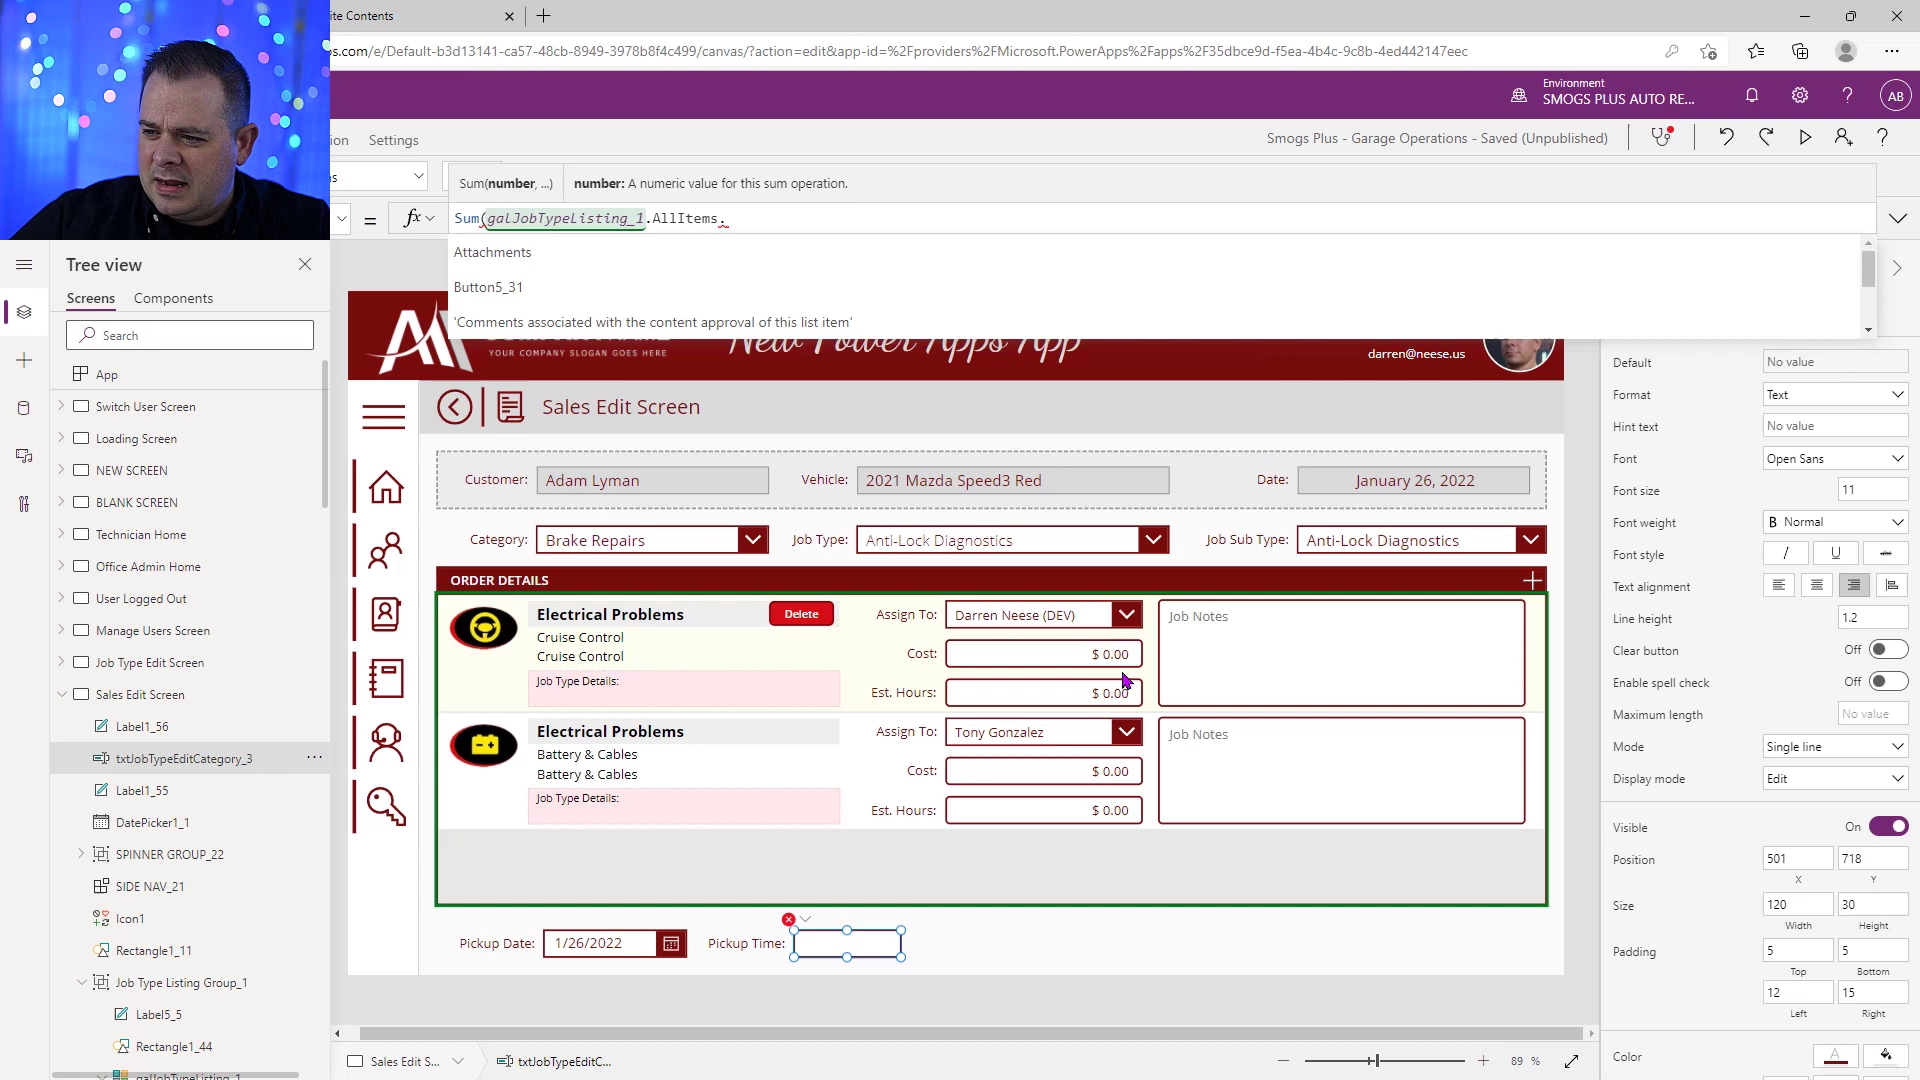 ite Contents
s.com/e/Default-b3d13141-ca57-48cb-8949-3978b8f4c499/canvas/?action=edit&app-id=%2Fproviders%2FMicrosoft.PowerApps%2Fapps%2F35dbce9d-f5ea-4b4c-9c8b-4ed442147eec
Environment
SMOGS PLUS AUTO RE...
AB
ion
Settings
Smogs Plus - Garage Operations - Saved (Unpublished)
s
Sum(number, ...)
number: A numeric value for this sum operation.
=
fx
Sum(galJobTypeListing_1.AllItems.
Attachments
Button5_31
'Comments associated with the content approval of this list item'
Tree view
Screens
Components
Search
App
Switch User Screen
Loading Screen
NEW SCREEN
BLANK SCREEN
Technician Home
Office Admin Home
User Logged Out
Manage Users Screen
Job Type Edit Screen
Sales Edit Screen
Label1_56
txtJobTypeEditCategory_3
Label1_55
DatePicker1_1
SPINNER GROUP_22
SIDE NAV_21
Icon1
Rectangle1_11
Job Type Listing Group_1
Label5_5
Rectangle1_44
galJobTypeListing_1
YOUR COMPANY SLOGAN GOES HERE
New Power Apps App
darren@neese.us
Sales Edit Screen
Customer:
Adam Lyman
Vehicle:
2021 Mazda Speed3 Red
Date:
January 26, 2022
Category:
Brake Repairs
Job Type:
Anti-Lock Diagnostics
Job Sub Type:
Anti-Lock Diagnostics
ORDER DETAILS
Electrical Problems
Delete
Cruise Control
Cruise Control
Job Type Details:
Assign To:
Darren Neese (DEV)
Cost:
$ 0.00
Est. Hours:
$ 0.00
Job Notes
Electrical Problems
Battery & Cables
Battery & Cables
Job Type Details:
Assign To:
Tony Gonzalez
Cost:
$ 0.00
Est. Hours:
$ 0.00
Job Notes
Pickup Date:
1/26/2022
Pickup Time:
Sales Edit S...
txtJobTypeEditC...
89 %
Default
No value
Format
Text
Hint text
No value
Font
Open Sans
Font size
11
Font weight
B Normal
Font style
Text alignment
Line height
1.2
Clear button
Off
Enable spell check
Off
Maximum length
No value
Mode
Single line
Display mode
Edit
Visible
On
Position
501
718
X
Y
Size
120
30
Width
Height
Padding
5
5
Top
Bottom
12
15
Left
Right
Color